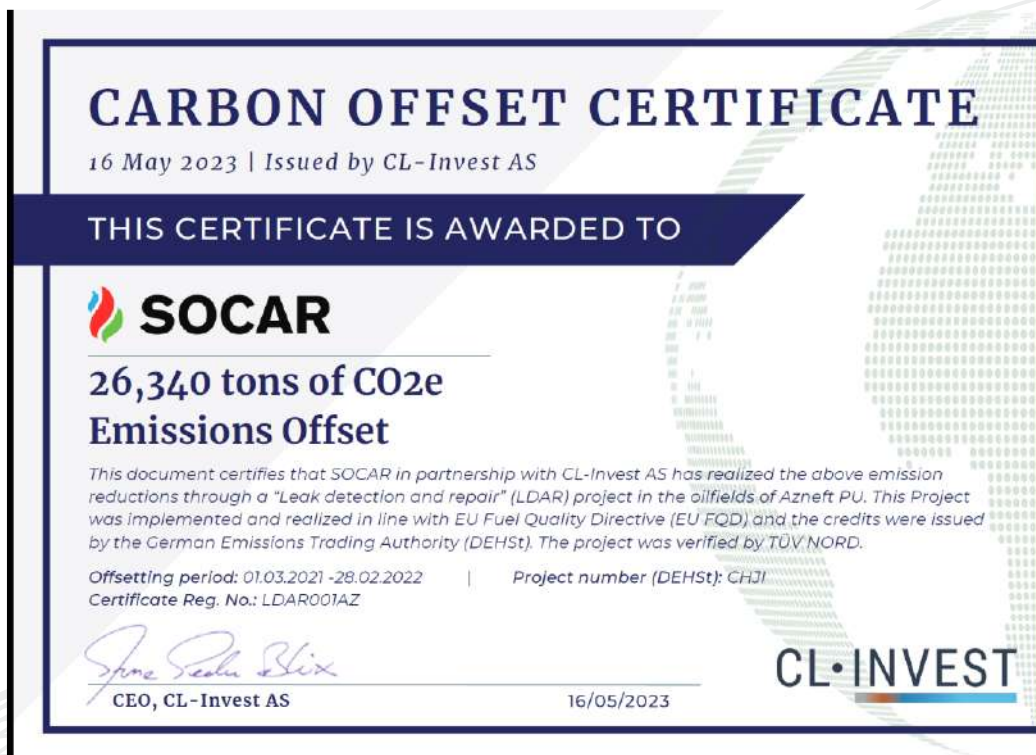 CARBON OFFSET CERTIFICATE
16 May 2023 | Issued by CL-Invest AS
THIS CERTIFICATE IS AWARDED TO
SOCAR
26,340 tons of CO2e
Emissions Offset
This document certifies that SOCAR in partnership with CL-Invest AS has realized the above emission
reductions through a “Leak detection and repair” (LDAR) project in the oilfields of Azneft PU. This Project
was implemented and realized in line with EU Fuel Quality Directive (EU FQD) and the credits were issued
by the German Emissions Trading Authority (DEHSt). The project was verified by TÜV NORD.
Offsetting period: 01.03.2021 -28.02.2022 | Project number (DEHSt): CHJI
Certificate Reg. No.: LDAR001AZ
CEO, CL-Invest AS
16/05/2023
CL•INVEST